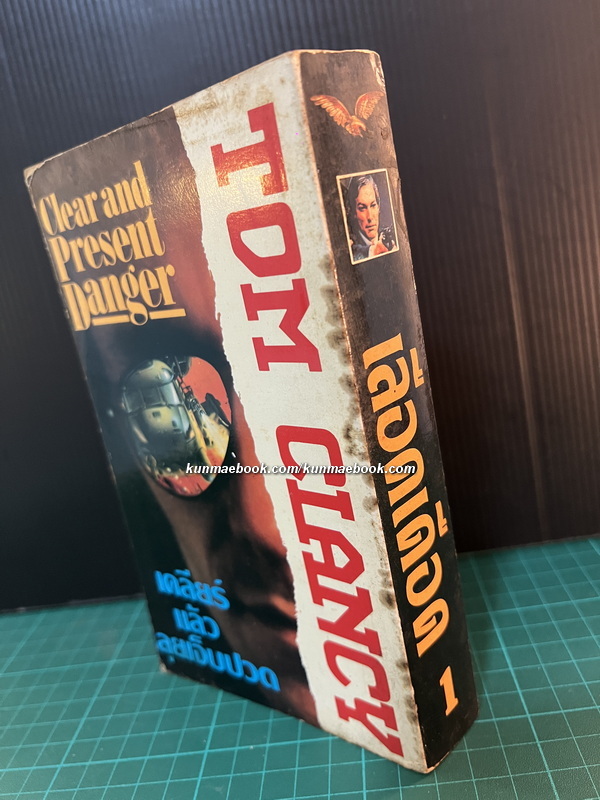 Clear and
Present
Danger
TOM CLANCY
เคลียร์
แล้ว
ลุยเจ็บปวด
เลือดเดือด
1
kunmaebook.com/kunmaebook.com